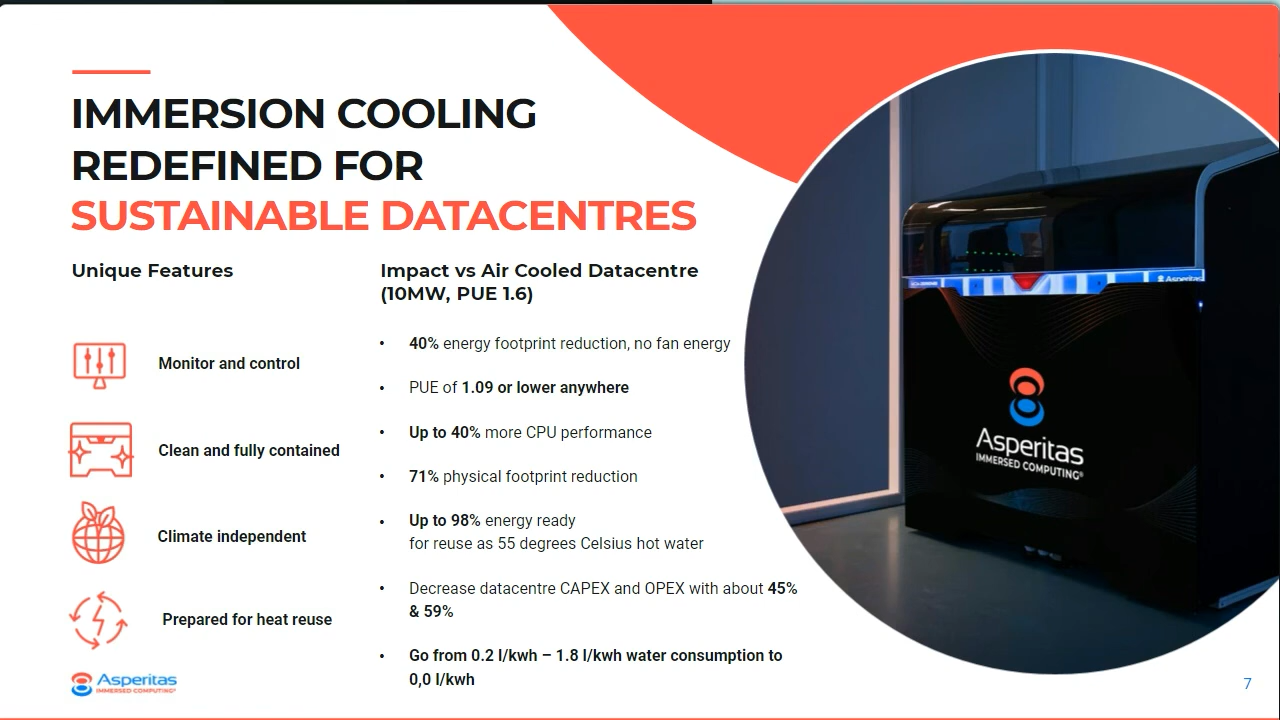 IMMERSION COOLING
REDEFINED FOR
SUSTAINABLE DATACENTRES
Unique Features
Impact vs Air Cooled Datacentre
(10MW, PUE 1.6)
Monitor and control
Clean and fully contained
Climate independent
Prepared for heat reuse
• 40% energy footprint reduction, no fan energy
• PUE of 1.09 or lower anywhere
• Up to 40% more CPU performance
• 71% physical footprint reduction
• Up to 98% energy ready
for reuse as 55 degrees Celsius hot water
• Decrease datacentre CAPEX and OPEX with about 45%
& 59%
• Go from 0.2 l/kwh – 1.8 l/kwh water consumption to
0,0 l/kwh
Asperitas
Asperitas
IMMERSED COMPUTING®
Asperitas
IMMERSED COMPUTING®
7